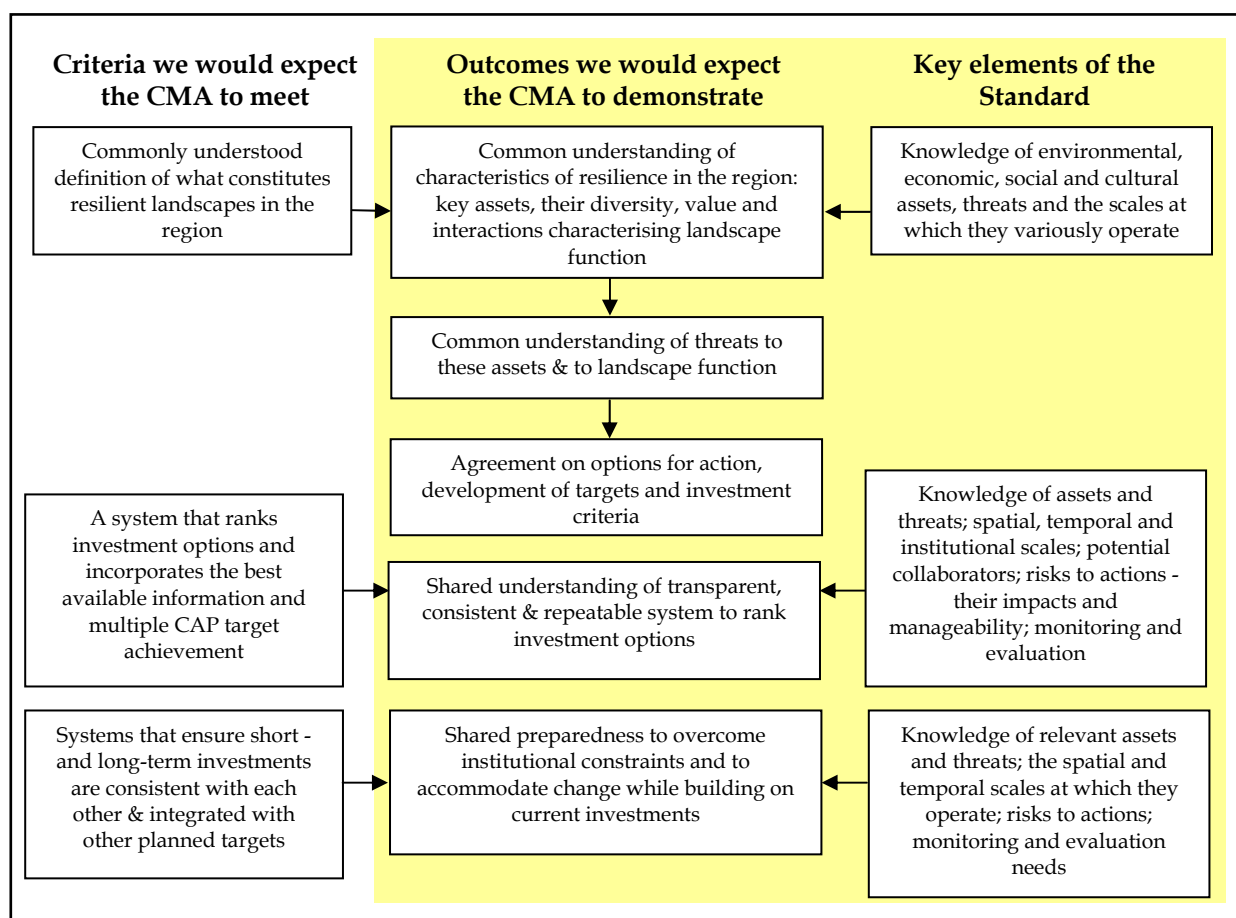 Criteria we would expect
the CMA to meet
Outcomes we would expect
the CMA to demonstrate
Key elements of the
Standard
Commonly understood
definition of what constitutes
resilient landscapes in the
region
Common understanding of
characteristics of resilience in the region:
key assets, their diversity, value and
interactions characterising landscape
function
Knowledge of environmental,
economic, social and cultural
assets, threats and the scales at
which they variously operate
Common understanding of threats to
these assets & to landscape function
Agreement on options for action,
development of targets and investment
criteria
A system that ranks
investment options and
incorporates the best
available information and
multiple CAP target
achievement
Shared understanding of transparent,
consistent & repeatable system to rank
investment options
Knowledge of assets and
threats; spatial, temporal and
institutional scales; potential
collaborators; risks to actions -
their impacts and
manageability; monitoring and
evaluation
Systems that ensure short -
and long-term investments
are consistent with each
other & integrated with
other planned targets
Shared preparedness to overcome
institutional constraints and to
accommodate change while building on
current investments
Knowledge of relevant assets
and threats; the spatial and
temporal scales at which they
operate; risks to actions;
monitoring and evaluation
needs